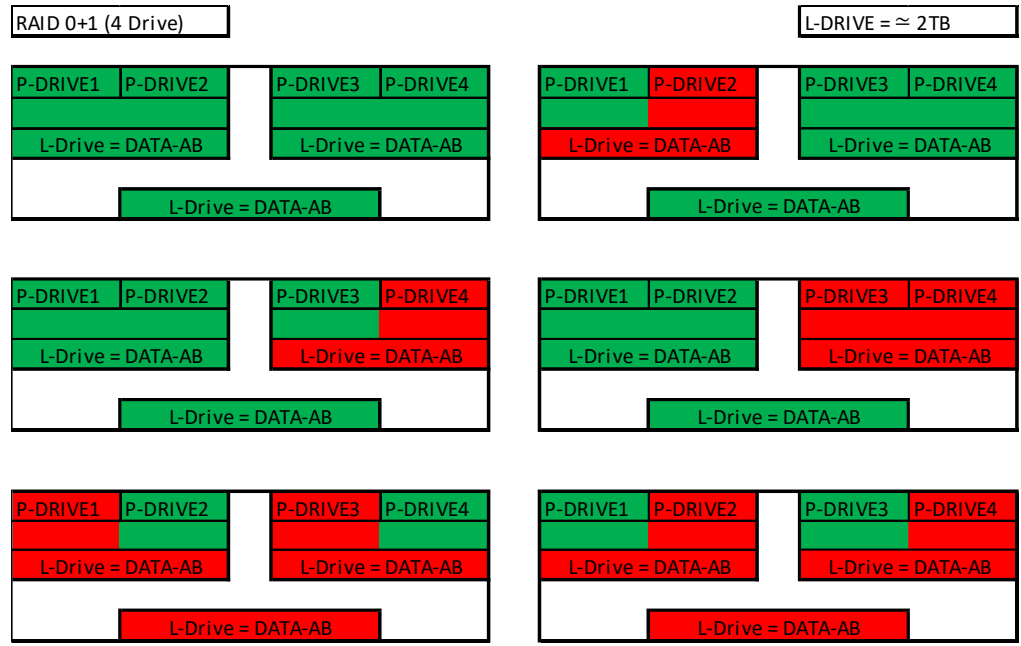 RAID 0+1 (4 Drive)
L-DRIVE = ≃ 2TB
P-DRIVE1 P-DRIVE2 P-DRIVE3 P-DRIVE4
L-Drive = DATA-AB L-Drive = DATA-AB
L-Drive = DATA-AB
P-DRIVE1 P-DRIVE2 P-DRIVE3 P-DRIVE4
L-Drive = DATA-AB L-Drive = DATA-AB
L-Drive = DATA-AB
P-DRIVE1 P-DRIVE2 P-DRIVE3 P-DRIVE4
L-Drive = DATA-AB L-Drive = DATA-AB
L-Drive = DATA-AB
P-DRIVE1 P-DRIVE2 P-DRIVE3 P-DRIVE4
L-Drive = DATA-AB L-Drive = DATA-AB
L-Drive = DATA-AB
P-DRIVE1 P-DRIVE2 P-DRIVE3 P-DRIVE4
L-Drive = DATA-AB L-Drive = DATA-AB
L-Drive = DATA-AB
P-DRIVE1 P-DRIVE2 P-DRIVE3 P-DRIVE4
L-Drive = DATA-AB L-Drive = DATA-AB
L-Drive = DATA-AB